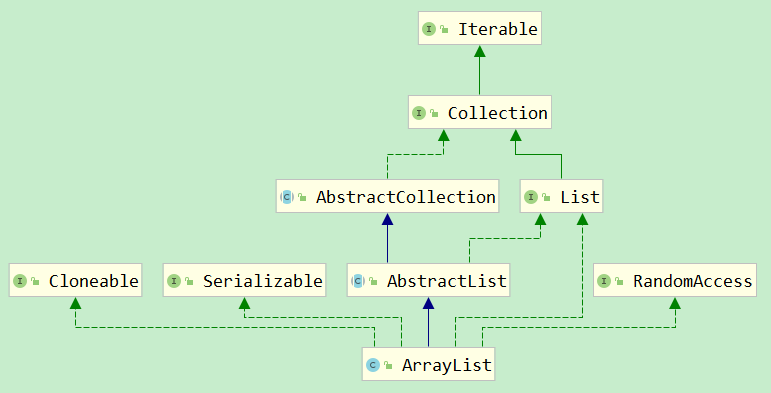 I Iterable
I Collection
C AbstractCollection
I List
I Cloneable
I Serializable
C AbstractList
I RandomAccess
C ArrayList